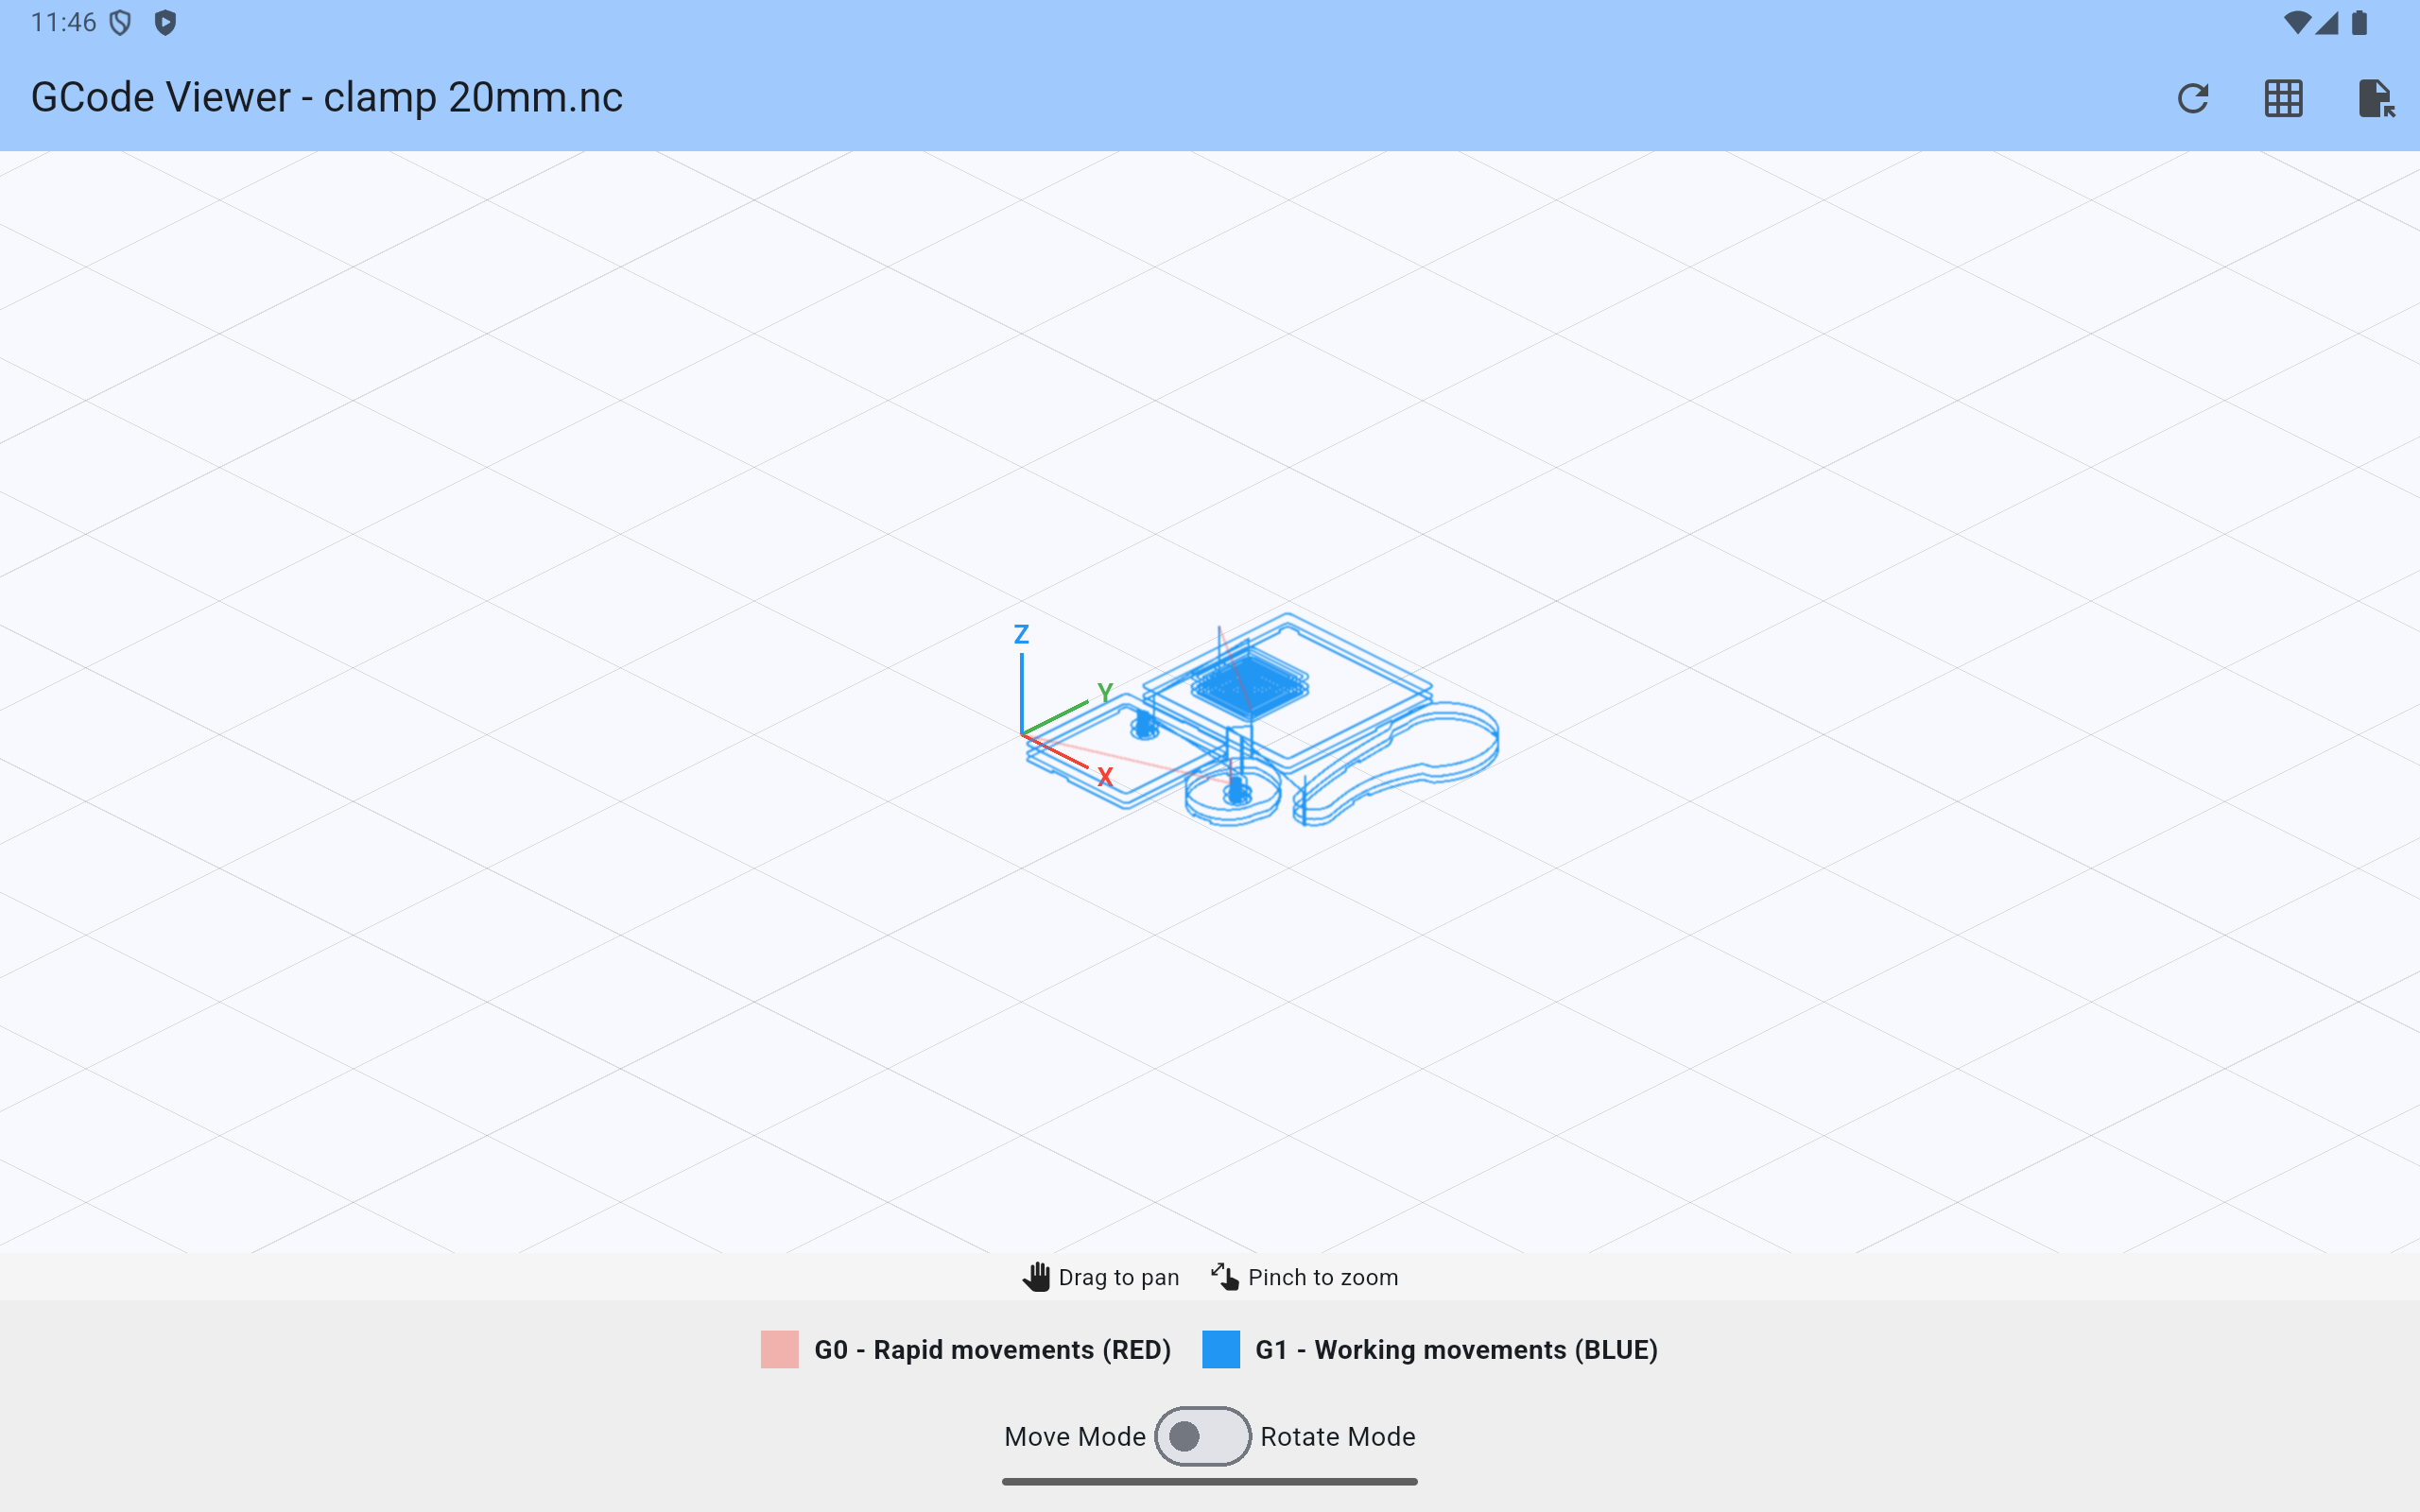 11:46
GCode Viewer - clamp 20mm.nc
Z
Y
X
Drag to pan Pinch to zoom
G0 - Rapid movements (RED) G1 - Working movements (BLUE)
Move Mode Rotate Mode